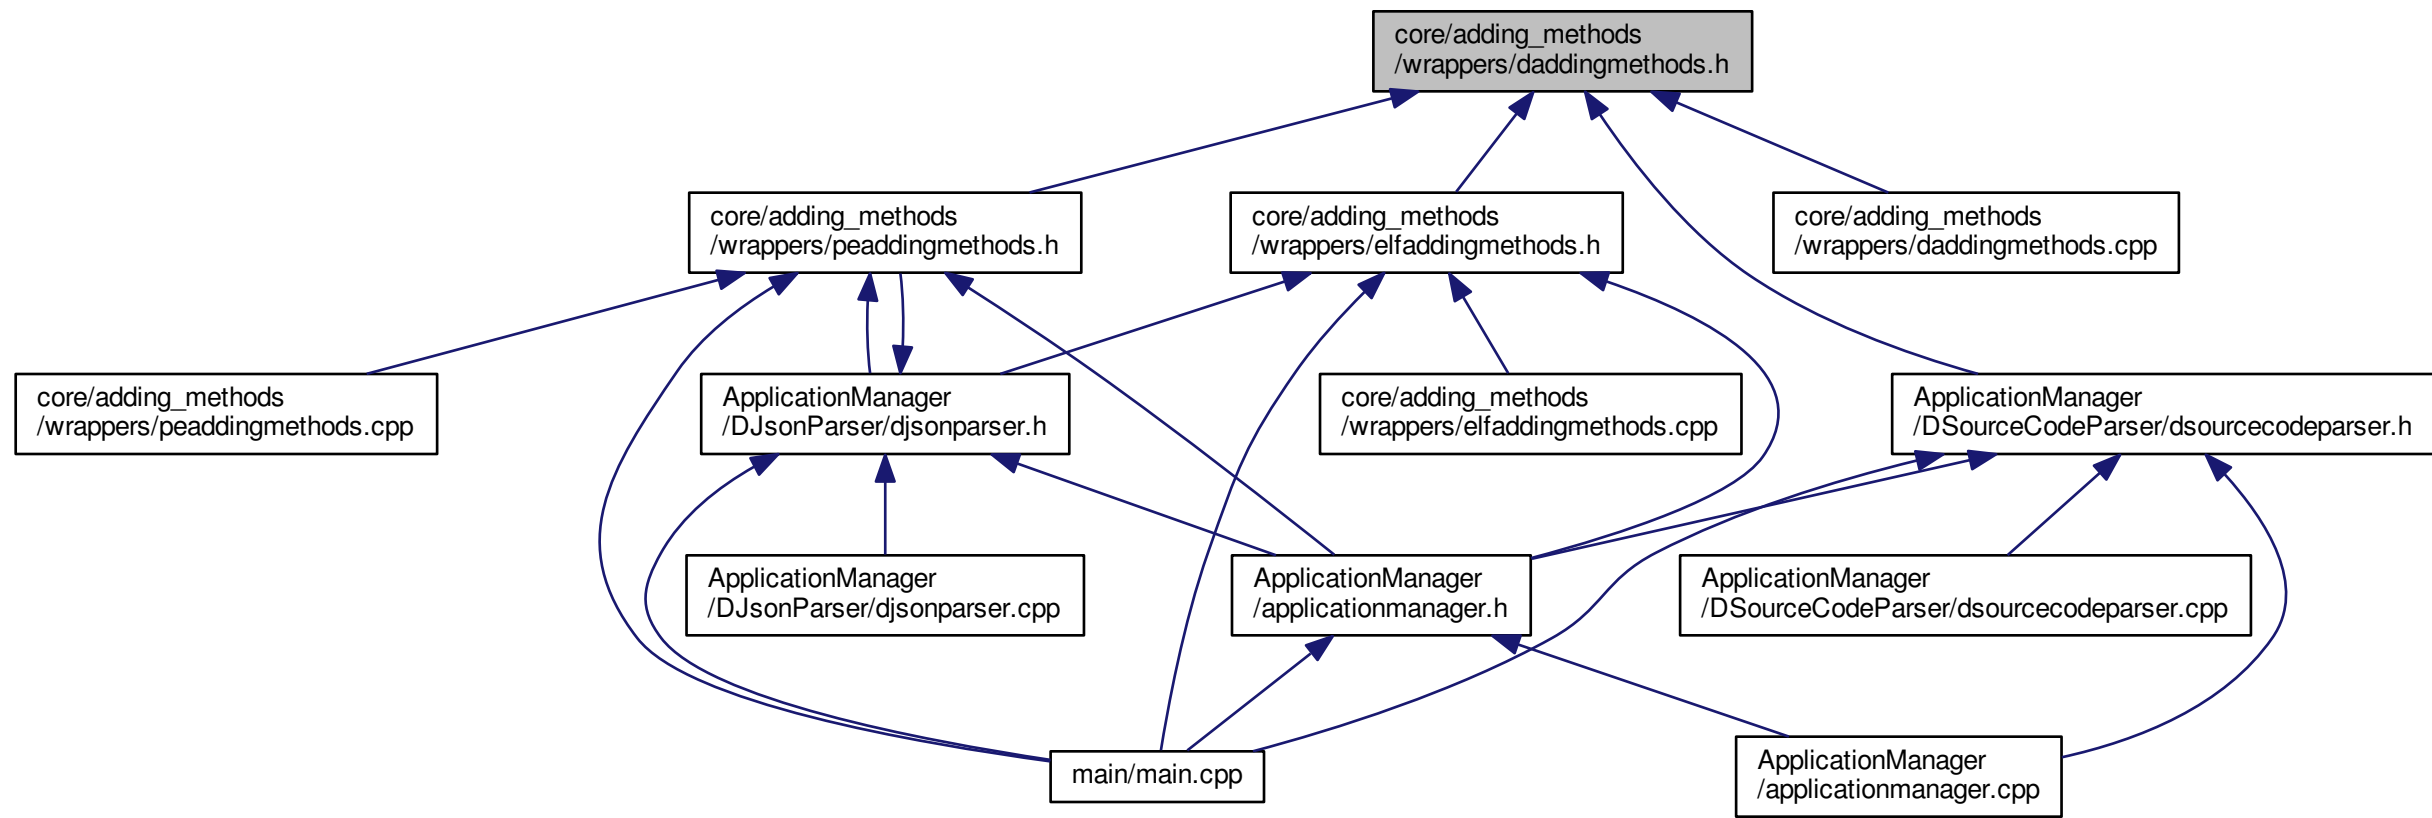 core/adding_methods
/wrappers/daddingmethods.h
core/adding_methods
/wrappers/peaddingmethods.h
core/adding_methods
/wrappers/elfaddingmethods.h
core/adding_methods
/wrappers/daddingmethods.cpp
core/adding_methods
/wrappers/peaddingmethods.cpp
ApplicationManager
/DJsonParser/djsonparser.h
core/adding_methods
/wrappers/elfaddingmethods.cpp
ApplicationManager
/DSourceCodeParser/dsourcecodeparser.h
ApplicationManager
/DJsonParser/djsonparser.cpp
ApplicationManager
/applicationmanager.h
ApplicationManager
/DSourceCodeParser/dsourcecodeparser.cpp
main/main.cpp
ApplicationManager
/applicationmanager.cpp